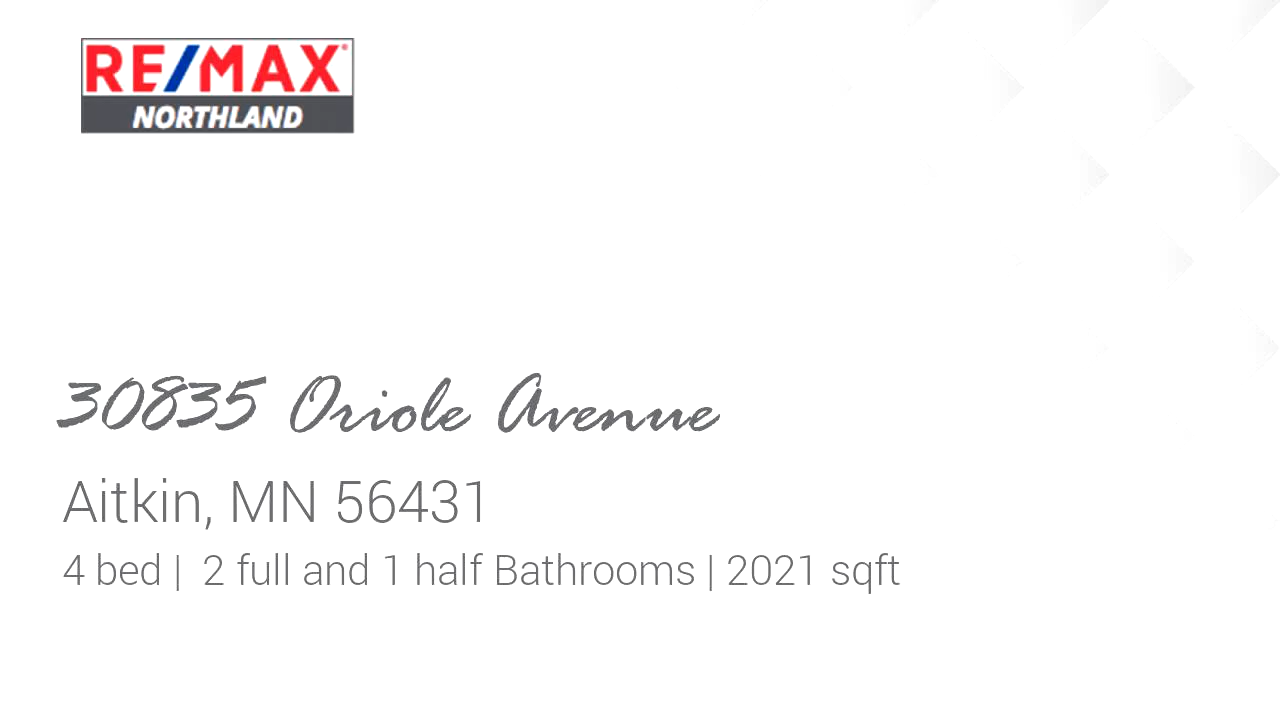 RE/MAX®
NORTHLAND
30835 Oriole Avenue
Aitkin, MN 56431
4 bed | 2 full and 1 half Bathrooms | 2021 sqft